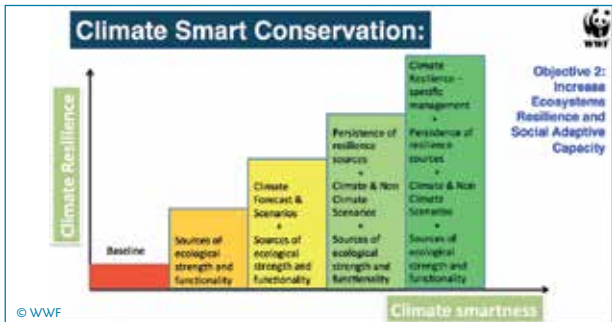 Climate Smart Conservation:
WWF
Objective 2:
Increase
Ecosystems
Resilience and
Social Adaptive
Capacity
Climate Resilience
Baseline
Sources of
ecological
strength and
functionality
Climate
Forecast &
Scenarios
+
Sources of
ecological
strength and
functionality
Persistence of
resilience
sources
+
Climate & Non
Climate
Scenarios
+
Sources of
ecological
strength and
functionality
Climate
Resilience –
specific
management
+
Persistence of
resilience
sources
+
Climate & Non
Climate
Scenarios
+
Sources of
ecological
strength and
functionality
Climate smartness
© WWF